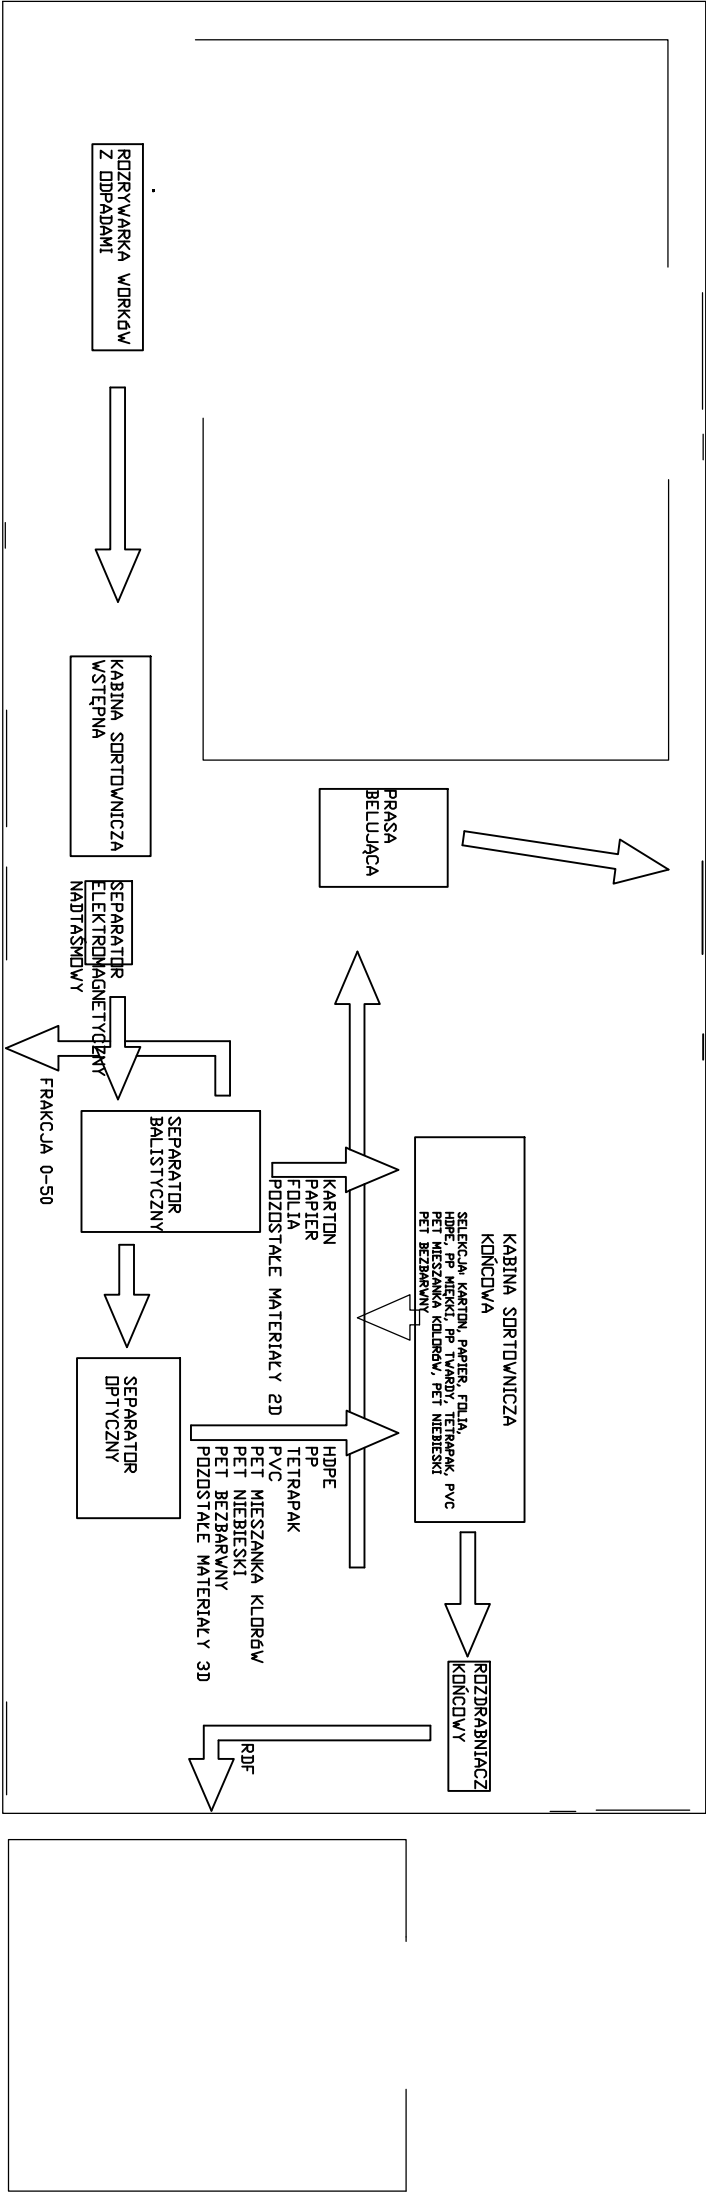 ROZRYWARKA WORKÓW
Z ODPADAMI
KABINA SORTOWNICZA
WSTĘPNA
PRASA
BELUJĄCA
SEPARATOR
ELEKTROMAGNETYCZNY
NADTAŚMOWY
FRAKCJA 0-50
SEPARATOR
BALISTYCZNY
KARTON
PAPIER
FOLIA
POZOSTAŁE MATERIAŁY 2D
KABINA SORTOWNICZA
KOŃCOWA
SELEKCJA: KARTON, PAPIER, FOLIA,
HDPE, PP MIĘKKI, PP TWARDY, TETRAPAK, PVC
PET MIESZANKA KOLORÓW, PET NIEBIESKI
PET BEZBARWNY
SEPARATOR
OPTYCZNY
HDPE
PP
TETRAPAK
PVC
PET MIESZANKA KLORÓW
PET NIEBIESKI
PET BEZBARWNY
POZOSTAŁE MATERIAŁY 3D
ROZDRABNIACZ
KOŃCOWY
RDF